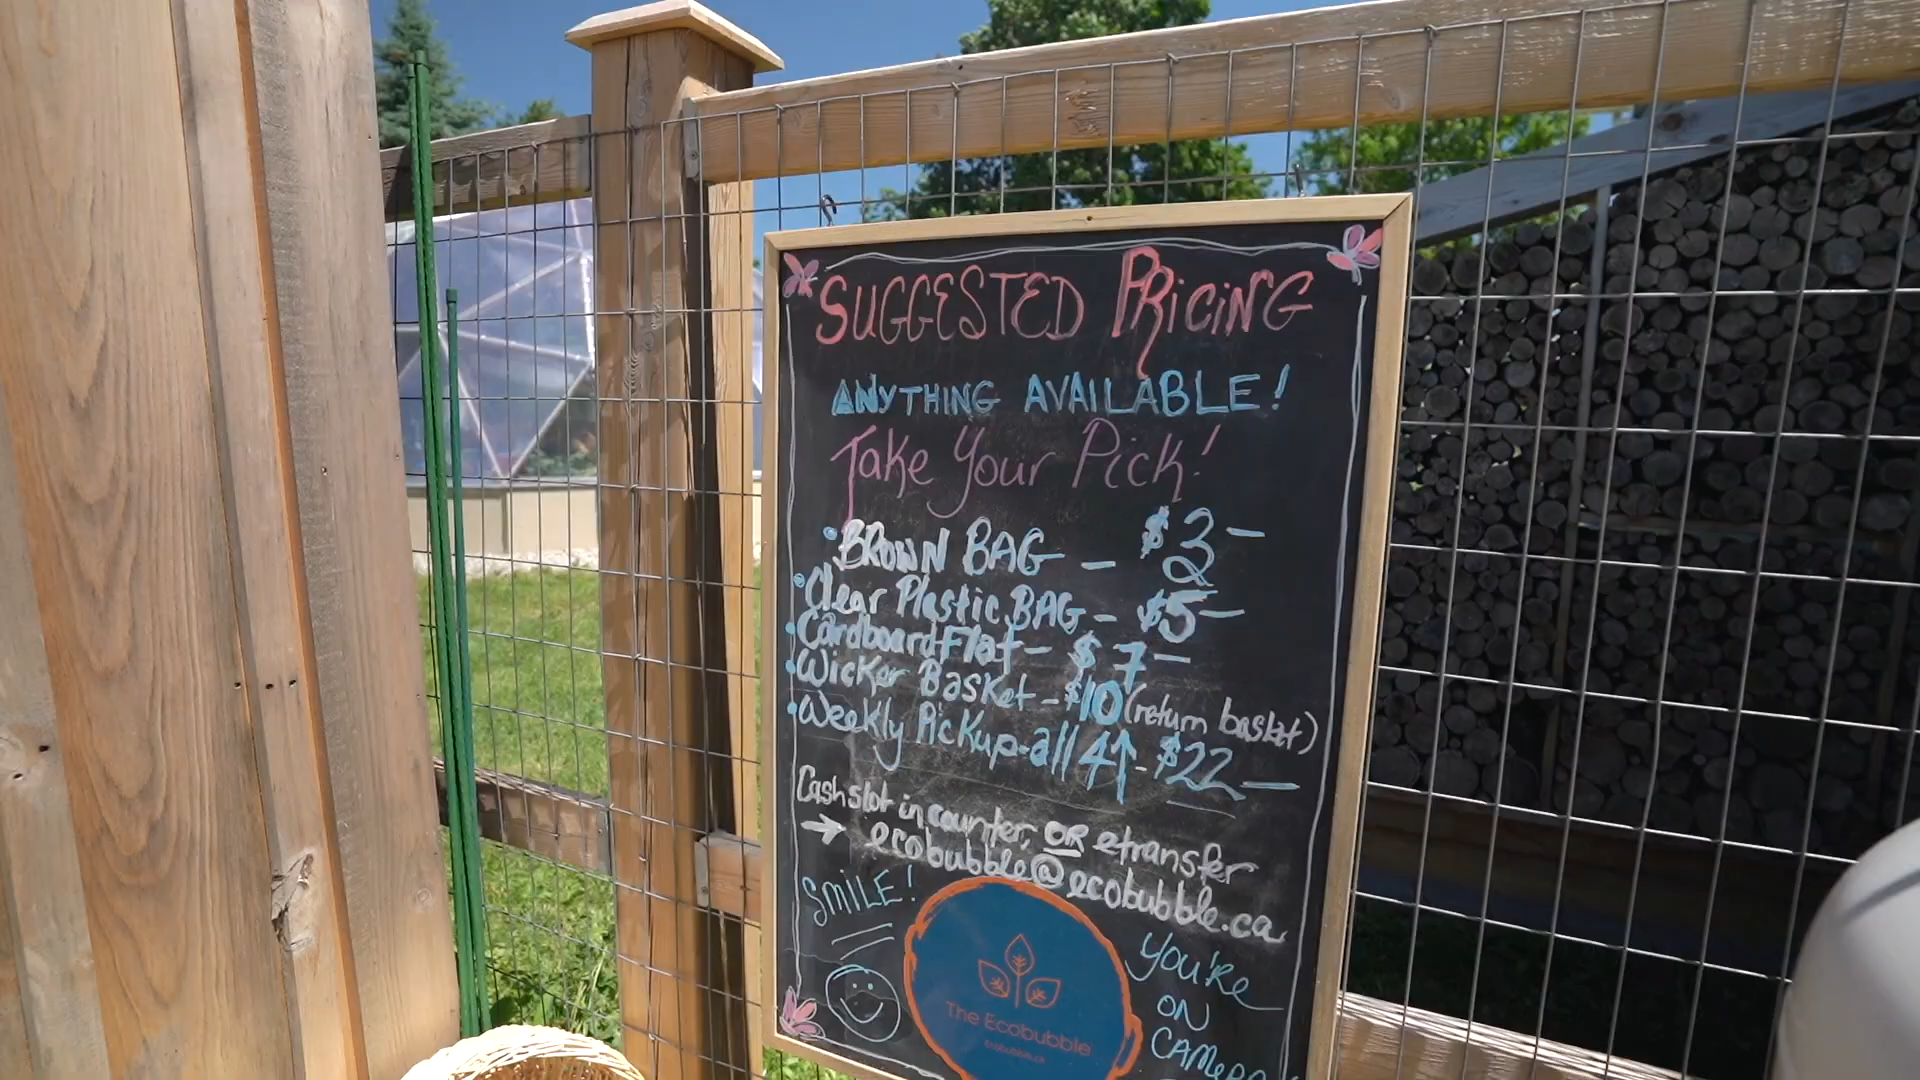 SUGGESTED PRICING
ANYTHING AVAILABLE!
Take Your Pick!
• BROWN BAG - $3-
• Clear Plastic BAG - $5-
• Cardboard Flat - $7-
• Wicker Basket - $10 (return basket)
• Weekly Pickup-all 4↑ - $22-
Cash slot in counter, OR etransfer
→ ecobubble@ecobubble.ca
SMILE!
YOU'RE
ON
CAMERA
The Ecobubble
Ecobubble.ca